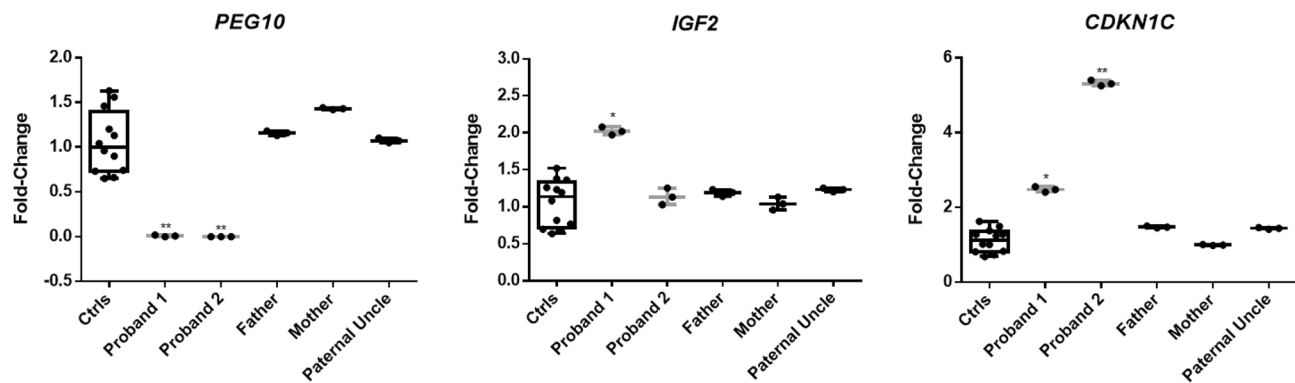 PEG10
Fold-Change
2.0
1.5
1.0
0.5
0.0
-0.5
**
**
Ctrls
Proband 1
Proband 2
Father
Mother
Paternal Uncle
IGF2
Fold-Change
3.0
2.5
2.0
1.5
1.0
0.5
0.0
*
Ctrls
Proband 1
Proband 2
Father
Mother
Paternal Uncle
CDKN1C
Fold-Change
6
4
2
0
*
**
Ctrls
Proband 1
Proband 2
Father
Mother
Paternal Uncle